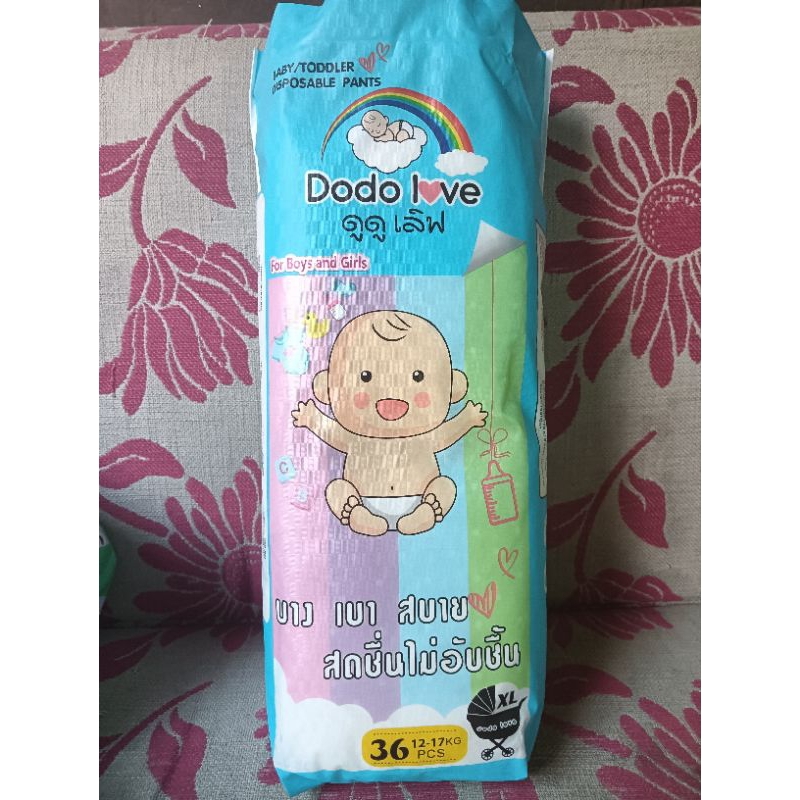 BABY/TODDLER
DISPOSABLE PANTS
Dodo love
ดูดู เลิฟ
For Boys and Girls
C
บาง เบา สบาย
สดชื่นไม่อับชื้น
XL
dodo love
36 12-17KG
PCS